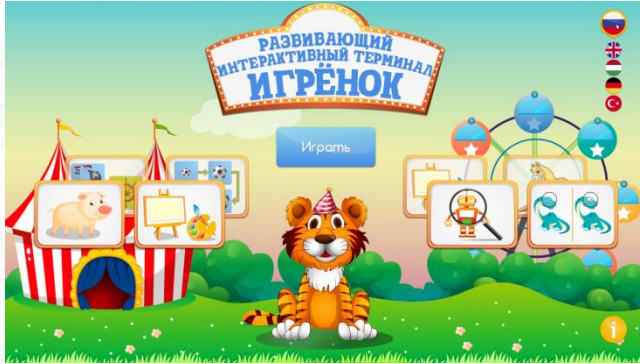 РАЗВИВАЮЩИЙ
ИНТЕРАКТИВНЫЙ ТЕРМИНАЛ
ИГРЁНОК
Играть
i